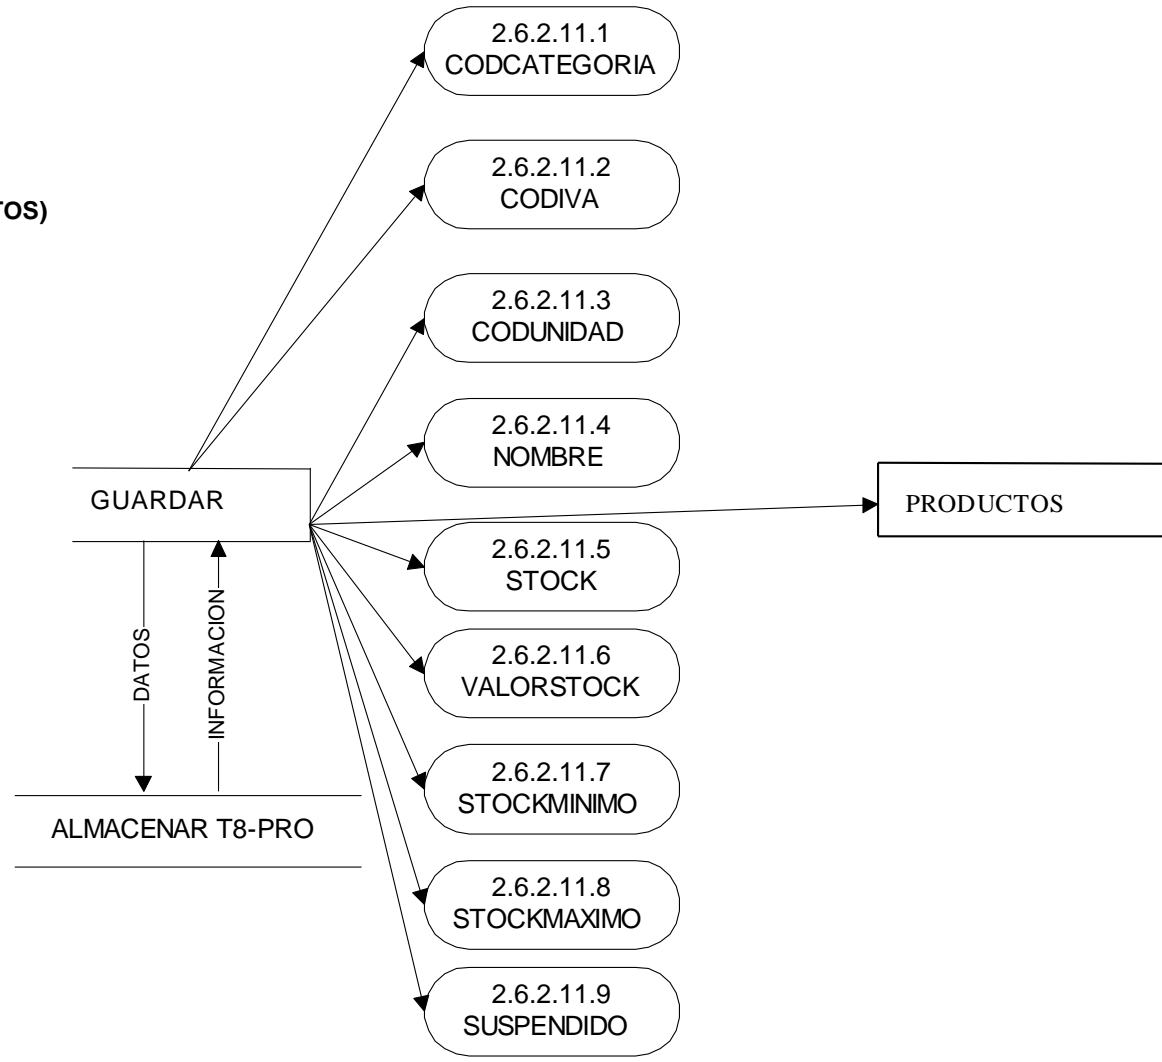 2.6.2.11.1
CODCATEGORIA
2.6.2.11.2
CODIVA
TOS)
2.6.2.11.3
CODUNIDAD
2.6.2.11.4
NOMBRE
GUARDAR
PRODUCTOS
2.6.2.11.5
STOCK
DATOS
INFORMACION
2.6.2.11.6
VALORSTOCK
2.6.2.11.7
STOCKMINIMO
ALMACENAR T8-PRO
2.6.2.11.8
STOCKMAXIMO
2.6.2.11.9
SUSPENDIDO